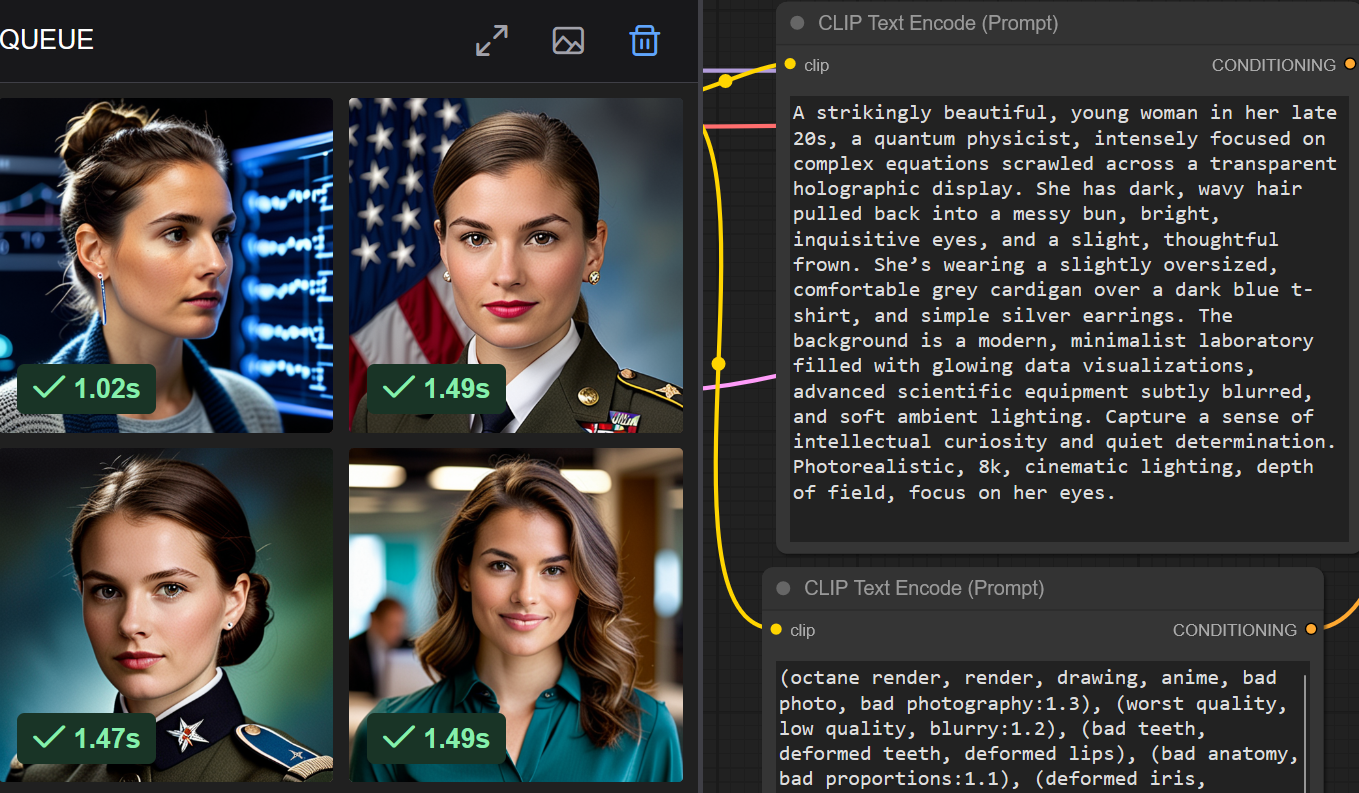 QUEUE
1.02s
1.49s
1.47s
1.49s
CLIP Text Encode (Prompt)
clip
CONDITIONING
A strikingly beautiful, young woman in her late
20s, a quantum physicist, intensely focused on
complex equations scrawled across a transparent
holographic display. She has dark, wavy hair
pulled back into a messy bun, bright,
inquisitive eyes, and a slight, thoughtful
frown. She’s wearing a slightly oversized,
comfortable grey cardigan over a dark blue t-
shirt, and simple silver earrings. The
background is a modern, minimalist laboratory
filled with glowing data visualizations,
advanced scientific equipment subtly blurred,
and soft ambient lighting. Capture a sense of
intellectual curiosity and quiet determination.
Photorealistic, 8k, cinematic lighting, depth
of field, focus on her eyes.
CLIP Text Encode (Prompt)
clip
CONDITIONING
(octane render, render, drawing, anime, bad
photo, bad photography:1.3), (worst quality,
low quality, blurry:1.2), (bad teeth,
deformed teeth, deformed lips), (bad anatomy,
bad proportions:1.1), (deformed iris,